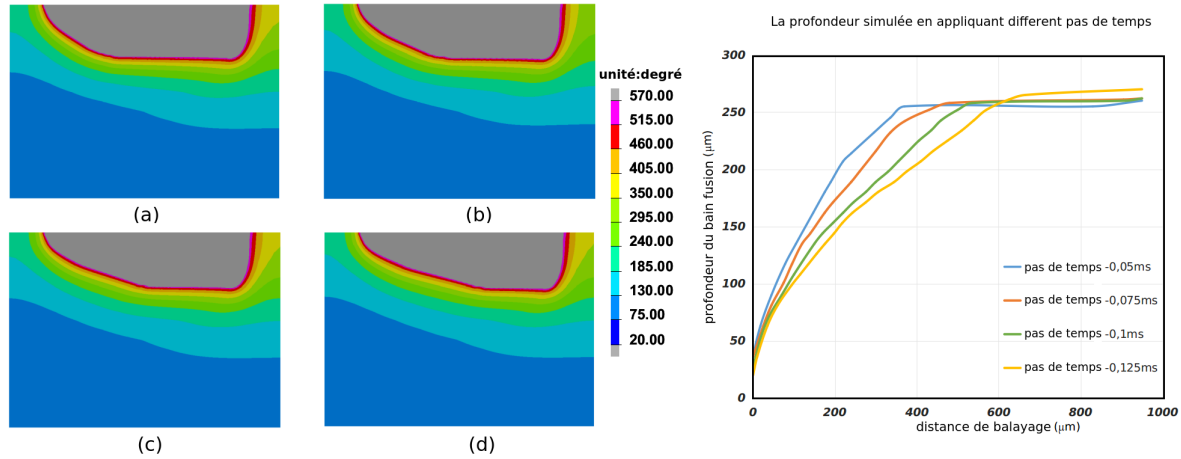 (a)
(b)
(c)
(d)
unité:degré
570.00
515.00
460.00
405.00
350.00
295.00
240.00
185.00
130.00
75.00
20.00
La profondeur simulée en appliquant different pas de temps
profondeur du bain fusion (μm)
300
250
200
150
100
50
0
0 200 400 600 800 1000
distance de balayage (μm)
pas de temps -0,05ms
pas de temps -0,075ms
pas de temps -0,1ms
pas de temps -0,125ms